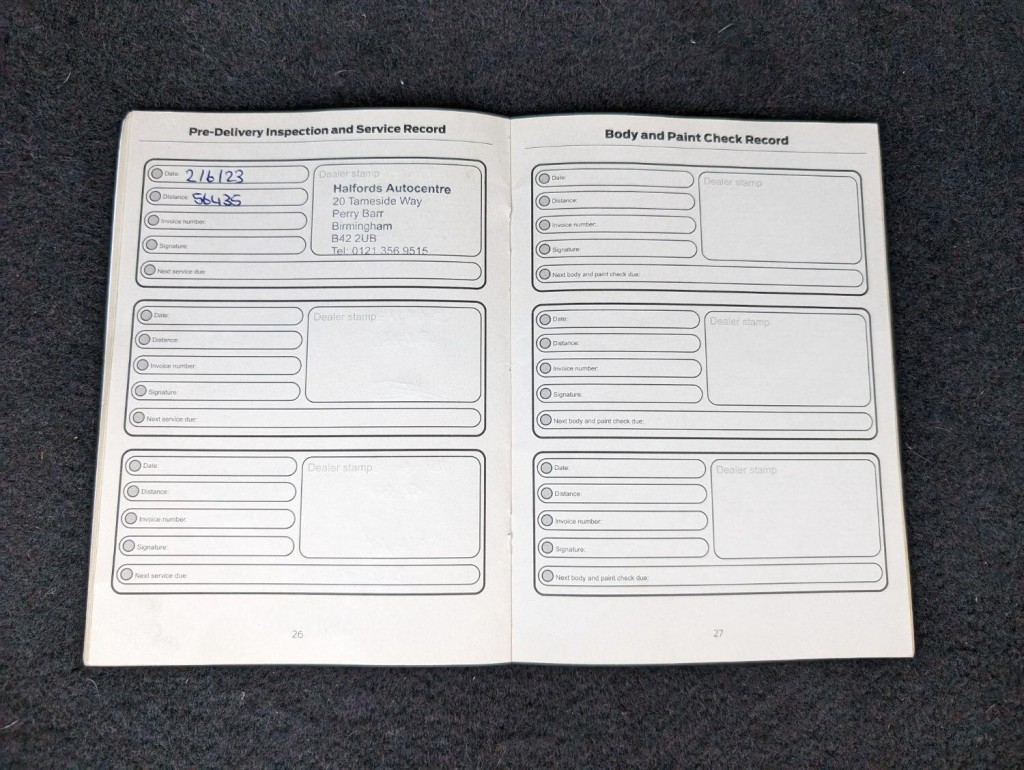 Pre-Delivery Inspection and Service Record
Date: 2/6/23
Distance: 56435
Invoice number:
Signature:
Next service due:
Dealer stamp
Halfords Autocentre
20 Tameside Way
Perry Barr
Birmingham
B42 2UB
Tel: 0121 356 9515
Date:
Distance:
Invoice number:
Signature:
Next service due:
Dealer stamp
Date:
Distance:
Invoice number:
Signature:
Next service due:
Dealer stamp
26
Body and Paint Check Record
Date:
Distance:
Invoice number:
Signature:
Next body and paint check due:
Dealer stamp
Date:
Distance:
Invoice number:
Signature:
Next body and paint check due:
Dealer stamp
Date:
Distance:
Invoice number:
Signature:
Next body and paint check due:
Dealer stamp
27